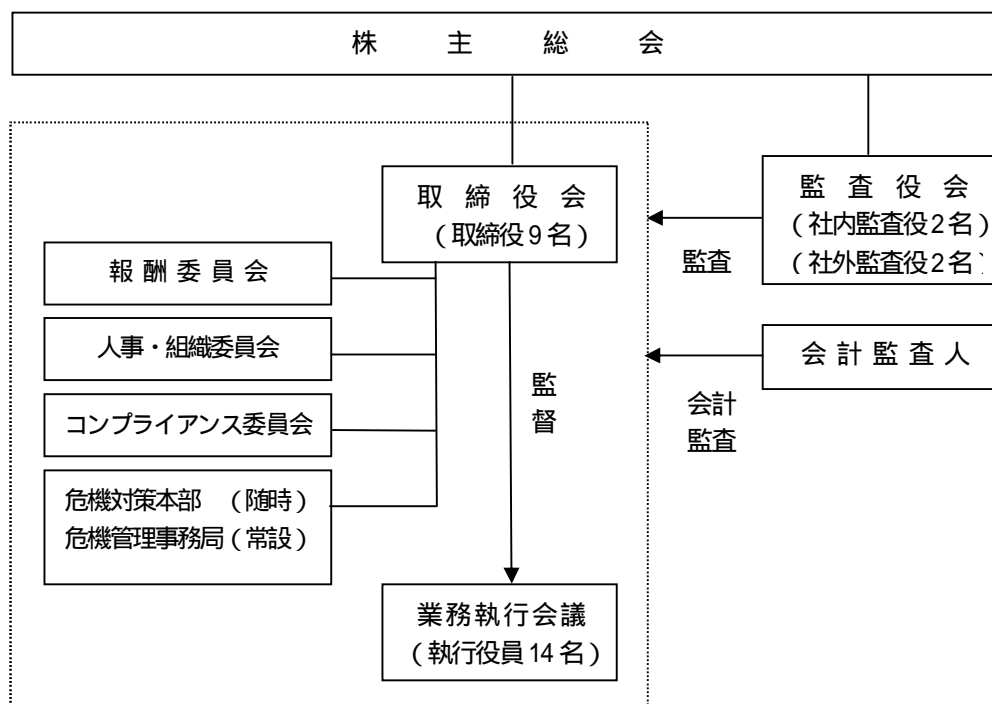 株主総会
取締役会
（取締役9名）
監査役会
（社内監査役2名）
（社外監査役2名）
監査
報酬委員会
人事・組織委員会
コンプライアンス委員会
危機対策本部　（随時）
危機管理事務局（常設）
監
督
会計監査人
会計
監査
業務執行会議
（執行役員14名）